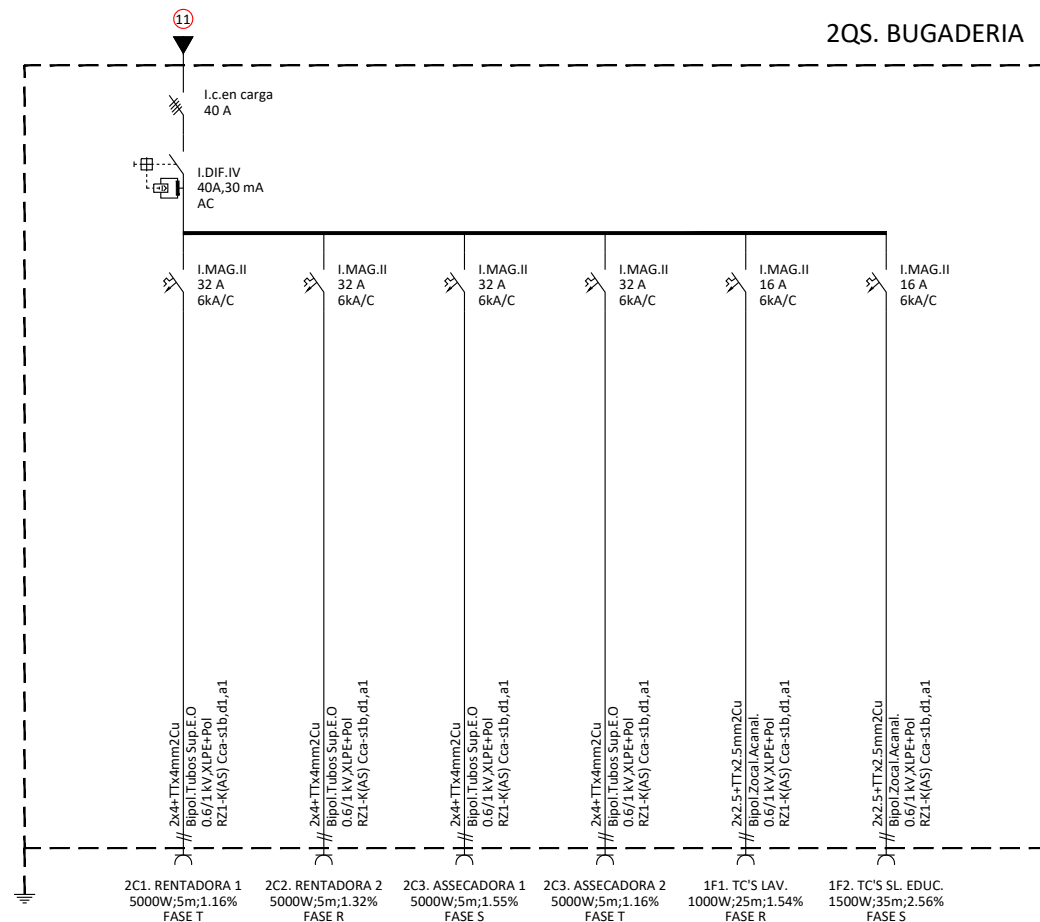 11
2QS. BUGADERIA
I.c.en carga
40 A
I.DIF.IV
40A,30 mA
AC
I.MAG.II
32 A
6kA/C
I.MAG.II
32 A
6kA/C
I.MAG.II
32 A
6kA/C
I.MAG.II
32 A
6kA/C
I.MAG.II
16 A
6kA/C
I.MAG.II
16 A
6kA/C
2x4+TTx4mm2Cu
Bipol.Tubos Sup.E.O
0.6/1 kV,XLPE+Pol
RZ1-K(AS) Cca-s1b,d1,a1
2x4+TTx4mm2Cu
Bipol.Tubos Sup.E.O
0.6/1 kV,XLPE+Pol
RZ1-K(AS) Cca-s1b,d1,a1
2x4+TTx4mm2Cu
Bipol.Tubos Sup.E.O
0.6/1 kV,XLPE+Pol
RZ1-K(AS) Cca-s1b,d1,a1
2x4+TTx4mm2Cu
Bipol.Tubos Sup.E.O
0.6/1 kV,XLPE+Pol
RZ1-K(AS) Cca-s1b,d1,a1
2x2.5+TTx2.5mm2Cu
Bipol.Zocal.Acanal.
0.6/1 kV,XLPE+Pol
RZ1-K(AS) Cca-s1b,d1,a1
2x2.5+TTx2.5mm2Cu
Bipol.Zocal.Acanal.
0.6/1 kV,XLPE+Pol
RZ1-K(AS) Cca-s1b,d1,a1
2C1. RENTADORA 1
5000W;5m;1.16%
FASE T
2C2. RENTADORA 2
5000W;5m;1.32%
FASE R
2C3. ASSECADORA 1
5000W;5m;1.55%
FASE S
2C3. ASSECADORA 2
5000W;5m;1.16%
FASE T
1F1. TC'S LAV.
1000W;25m;1.54%
FASE R
1F2. TC'S SL. EDUC.
1500W;35m;2.56%
FASE S